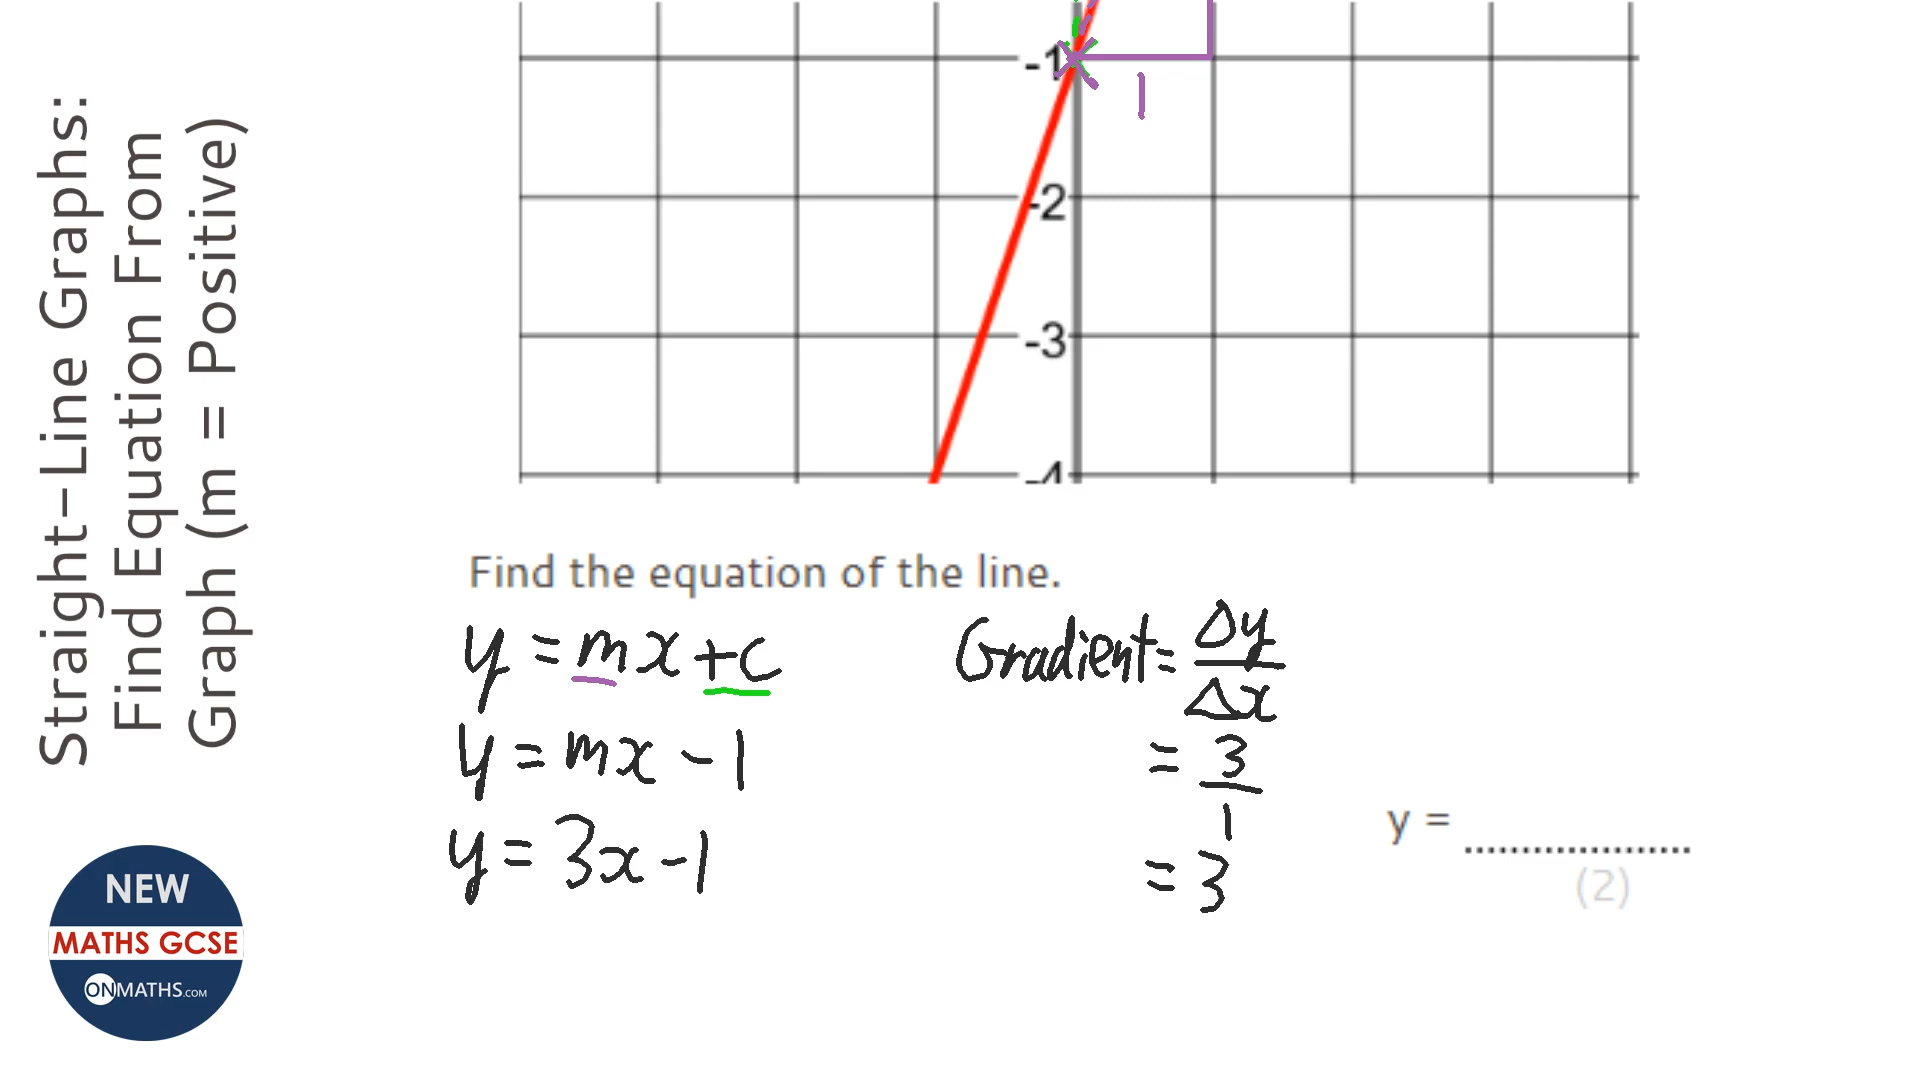 Straight-Line Graphs:
Find Equation From
Graph (m = Positive)
-1
1
-2
-3
-4
Find the equation of the line.
y = mx + c
y = mx - 1
y = 3x - 1
Gradient = Δy
Δx
= 3
1
= 3
y = ....................
(2)
NEW
MATHS GCSE
ONMATHS.COM